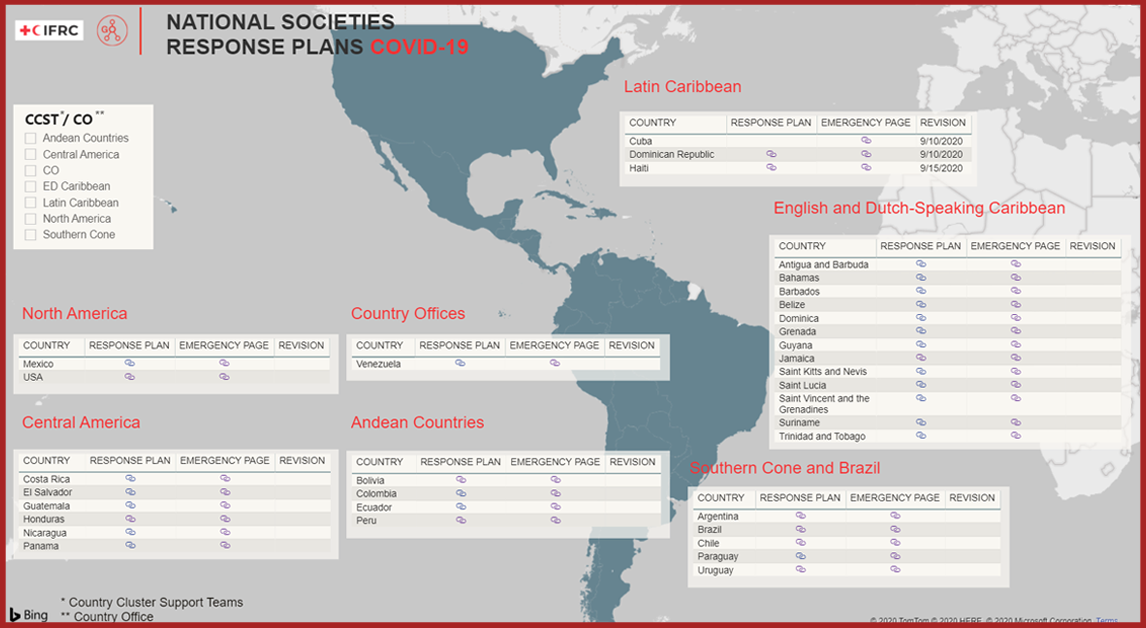 IFRC
NATIONAL SOCIETIES
RESPONSE PLANS COVID-19
CCST*/ CO**
Andean Countries
Central America
CO
ED Caribbean
Latin Caribbean
North America
Southern Cone
Latin Caribbean
COUNTRY RESPONSE PLAN EMERGENCY PAGE REVISION
Cuba 9/10/2020
Dominican Republic 9/10/2020
Haiti 9/15/2020
English and Dutch-Speaking Caribbean
COUNTRY RESPONSE PLAN EMERGENCY PAGE REVISION
Antigua and Barbuda
Bahamas
Barbados
Belize
Dominica
Grenada
Guyana
Jamaica
Saint Kitts and Nevis
Saint Lucia
Saint Vincent and the
Grenadines
Suriname
Trinidad and Tobago
North America
COUNTRY RESPONSE PLAN EMERGENCY PAGE REVISION
Mexico
USA
Country Offices
COUNTRY RESPONSE PLAN EMERGENCY PAGE REVISION
Venezuela
Central America
COUNTRY RESPONSE PLAN EMERGENCY PAGE REVISION
Costa Rica
El Salvador
Guatemala
Honduras
Nicaragua
Panama
Andean Countries
COUNTRY RESPONSE PLAN EMERGENCY PAGE REVISION
Bolivia
Colombia
Ecuador
Peru
Southern Cone and Brazil
COUNTRY RESPONSE PLAN EMERGENCY PAGE REVISION
Argentina
Brazil
Chile
Paraguay
Uruguay
* Country Cluster Support Teams
** Country Office
Bing
© 2020 TomTom © 2020 HERE, © 2020 Microsoft Corporation Terms